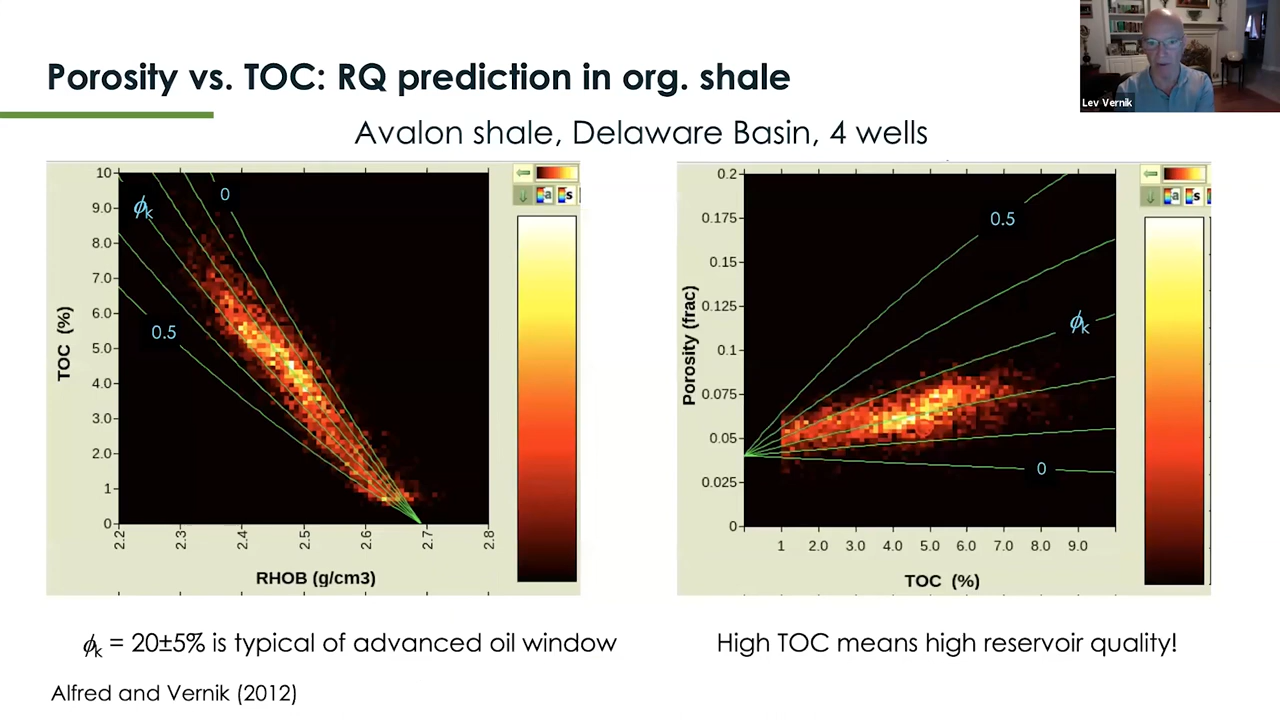 Lev Vernik
Porosity vs. TOC: RQ prediction in org. shale
Avalon shale, Delaware Basin, 4 wells
10
9.0
8.0
7.0
6.0
5.0
4.0
3.0
2.0
1
0
TOC (%)
ϕk
0
0.5
2.2
2.3
2.4
2.5
2.6
2.7
2.8
RHOB (g/cm3)
a
s
0.2
0.175
0.15
0.125
0.1
0.075
0.05
0.025
0
Porosity (frac)
0.5
ϕk
0
1
2.0
3.0
4.0
5.0
6.0
7.0
8.0
9.0
TOC (%)
a
s
ϕk = 20±5% is typical of advanced oil window
High TOC means high reservoir quality!
Alfred and Vernik (2012)